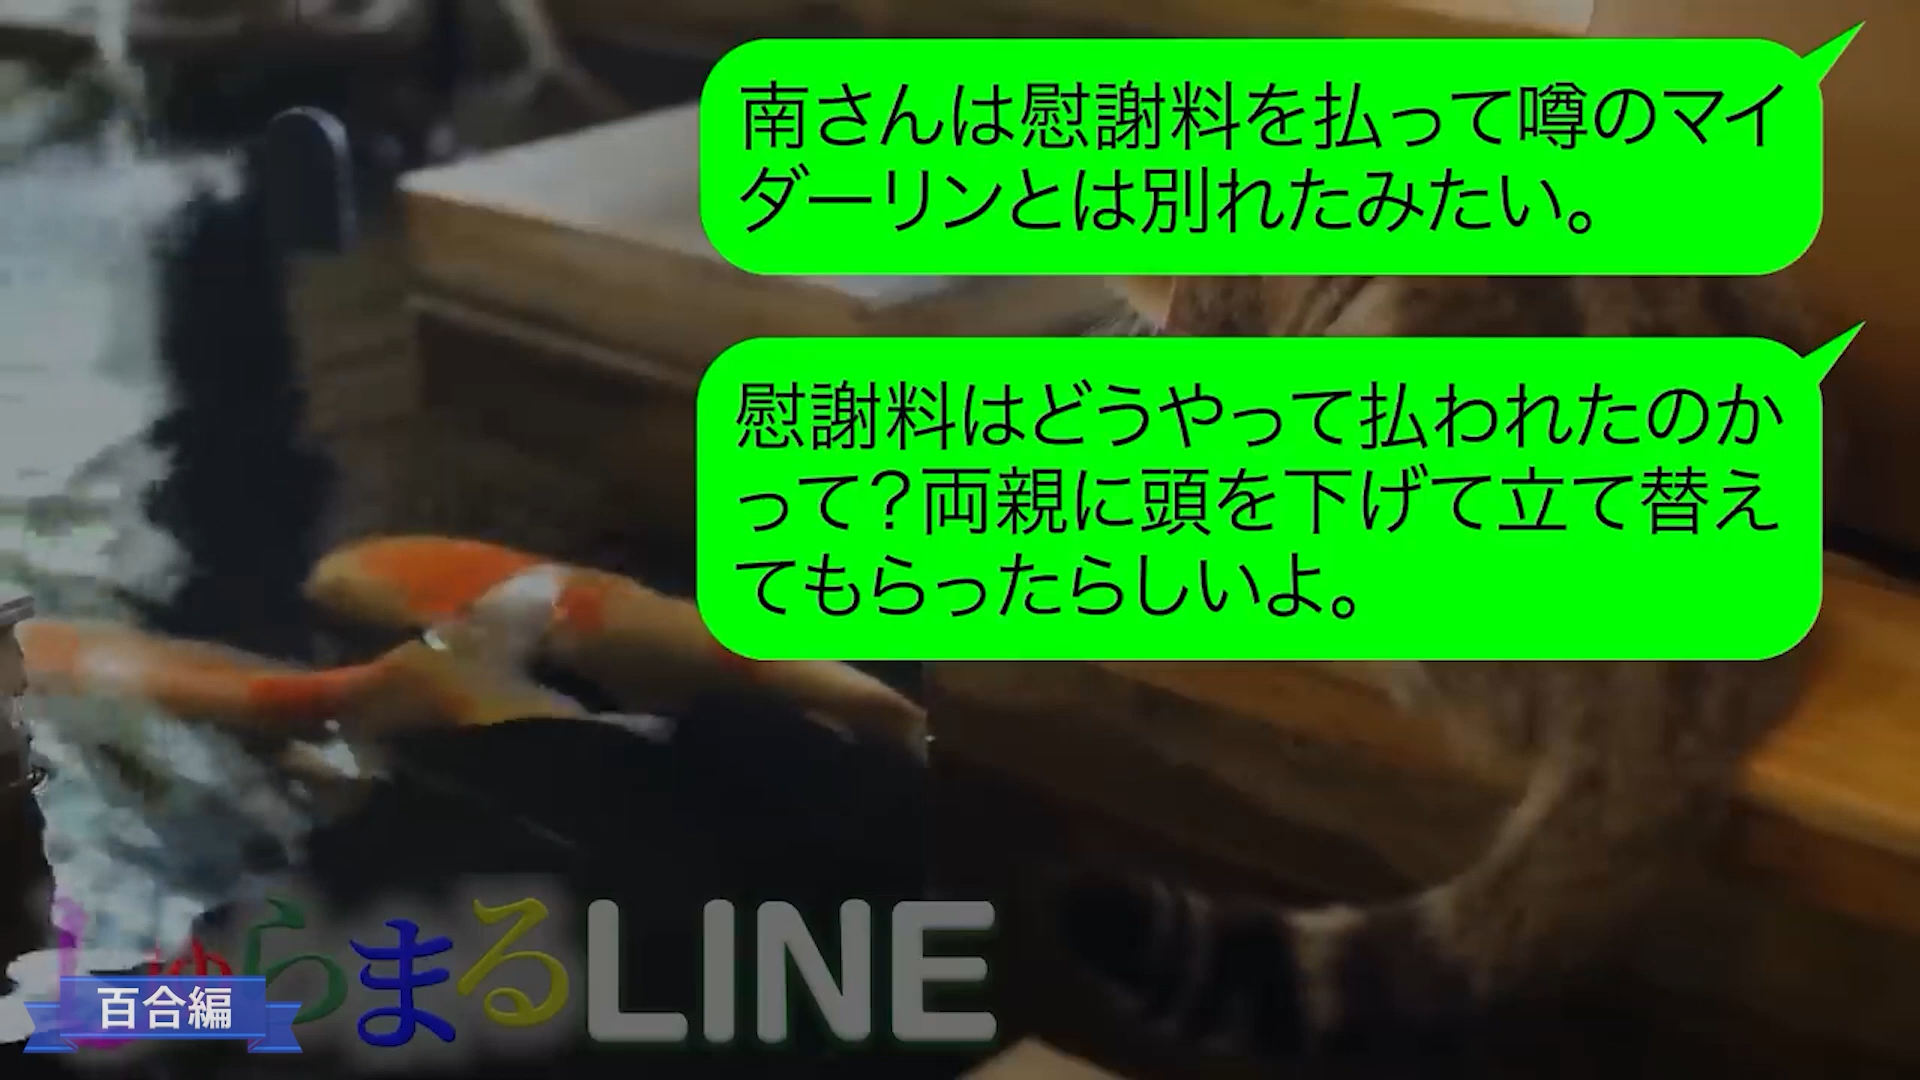 南さんは慰謝料を払って噂のマイ
ダーリンとは別れたみたい。
慰謝料はどうやって払われたのか
って？両親に頭を下げて立て替え
てもらったらしいよ。
しゅらまるLINE
百合編